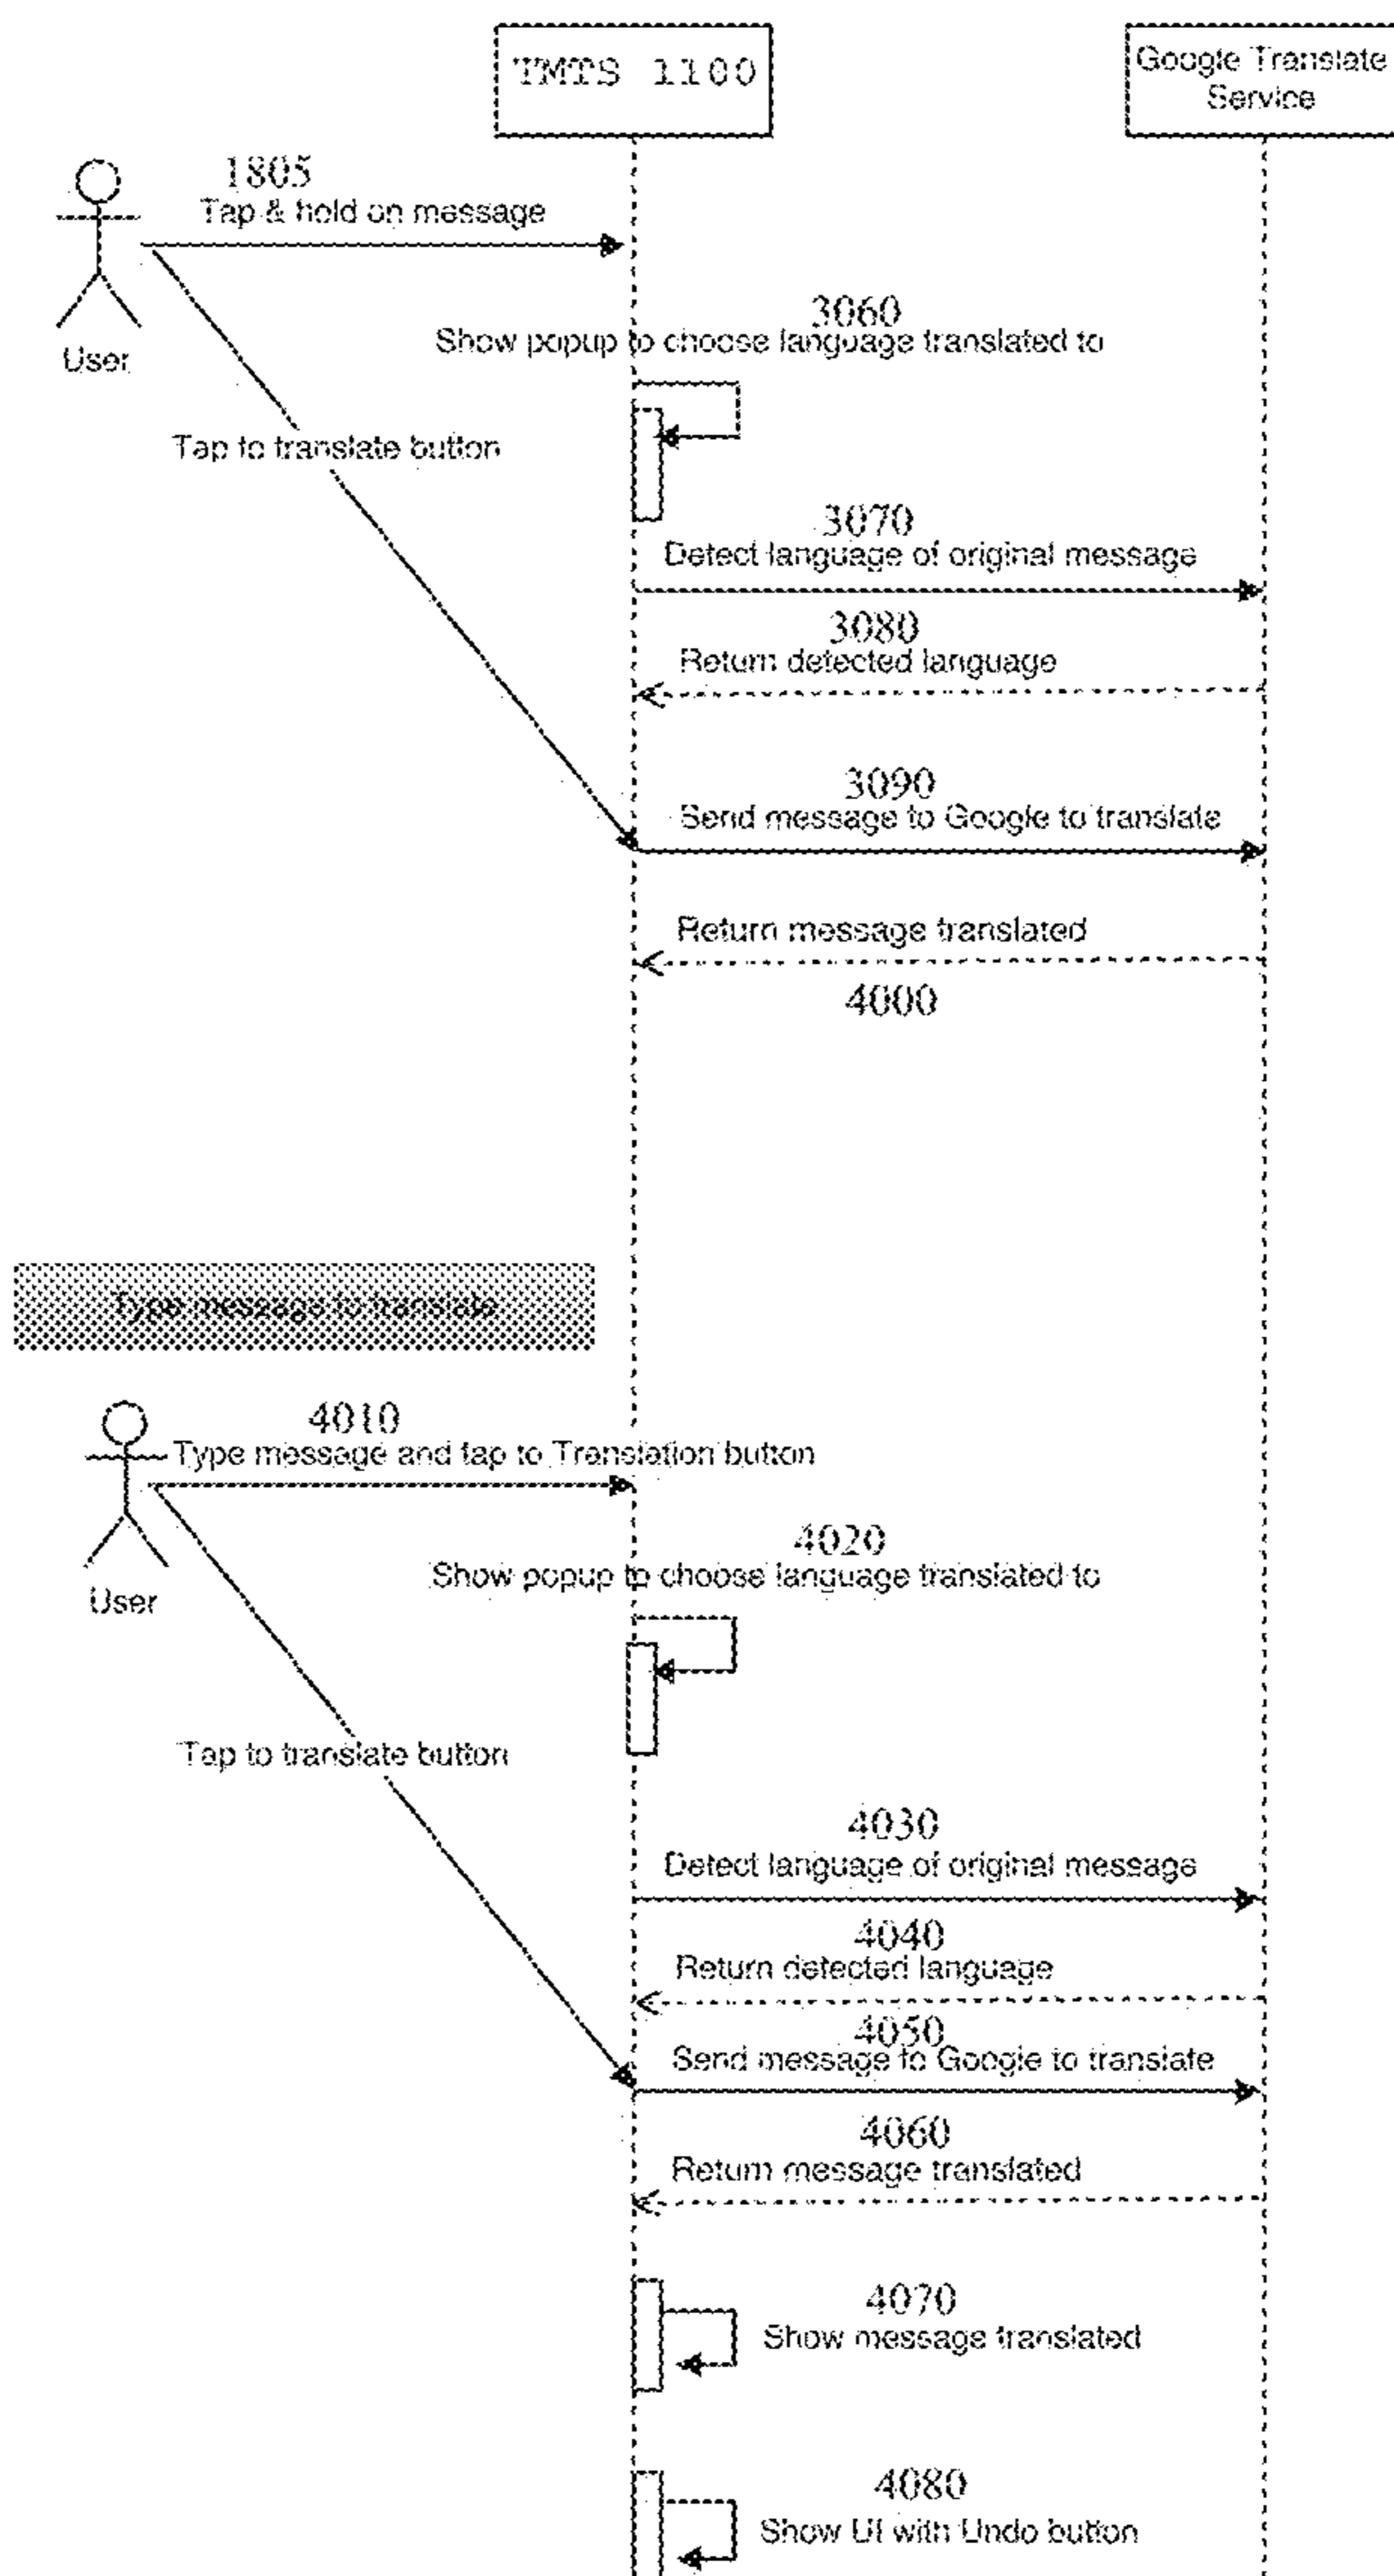 TMTS 1100
Google Translate
Service
1805
Tap & hold on message
User
3060
Show popup to choose language translated to
Tap to translate button
3070
Detect language of original message
3080
Return detected language
3090
Send message to Google to translate
Return message translated
4000
Type message to translate
4010
Type message and tap to Translation button
User
4020
Show popup to choose language translated to
Tap to translate button
4030
Detect language of original message
4040
Return detected language
4050
Send message to Google to translate
4060
Return message translated
4070
Show message translated
4080
Show UI with Undo button